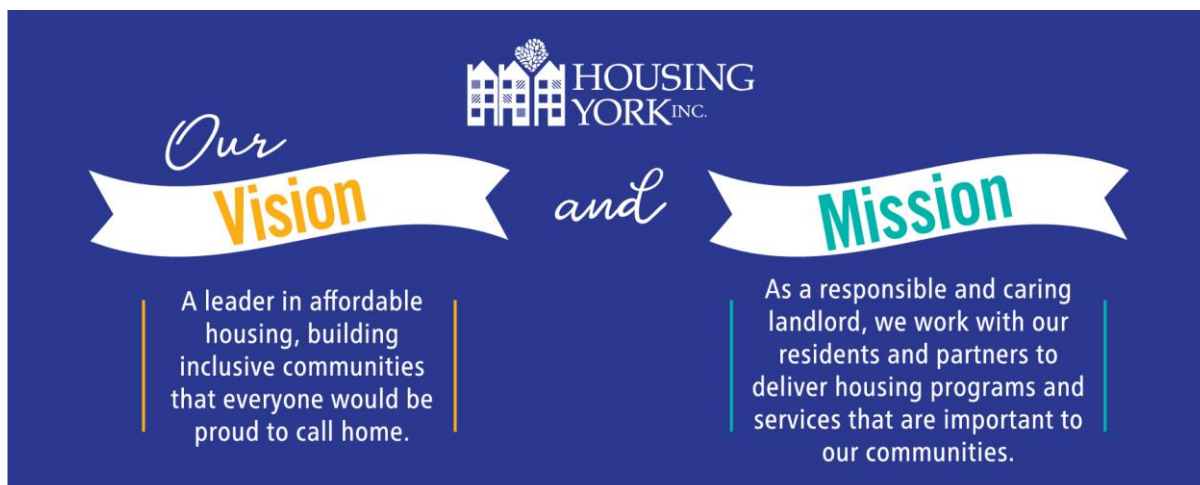 HOUSING
YORK INC.
Our
Vision
and
Mission
A leader in affordable
housing, building
inclusive communities
that everyone would be
proud to call home.
As a responsible and caring
landlord, we work with our
residents and partners to
deliver housing programs and
services that are important to
our communities.